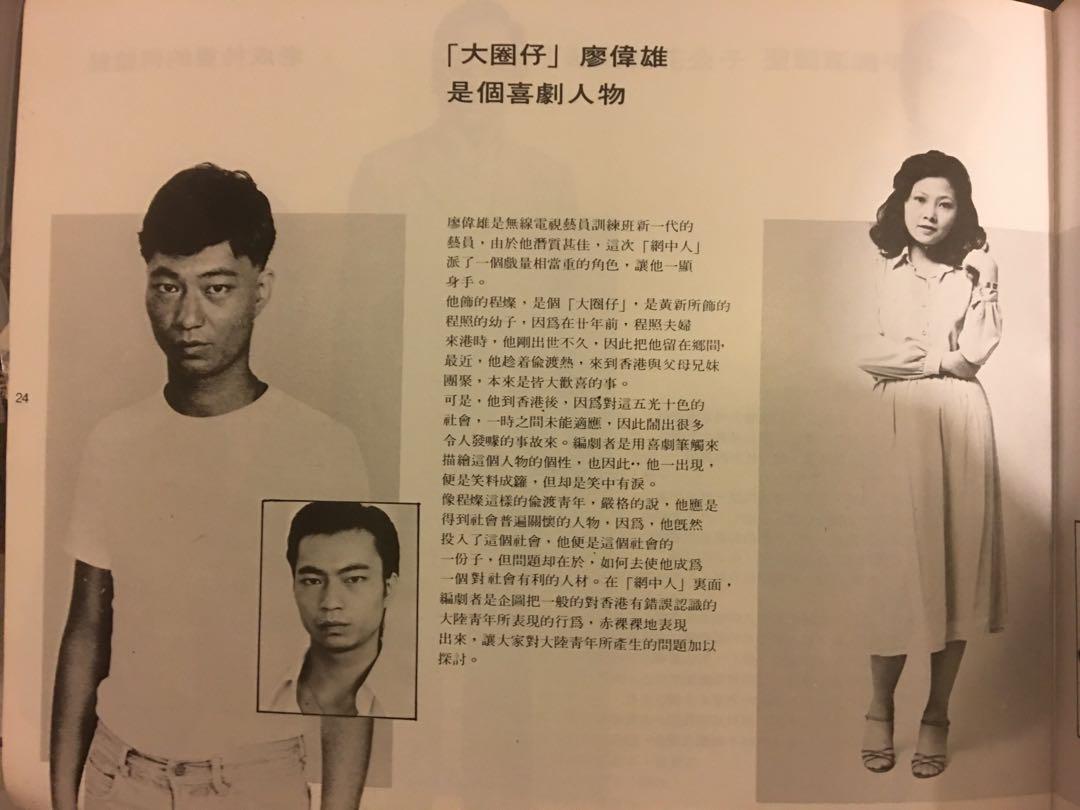 「大圈仔」廖偉雄
是個喜劇人物
廖偉雄是無線電視藝員訓練班新一代的
藝員，由於他潛質甚佳，這次「網中人」
派了一個戲量相當重的角色，讓他一顯
身手。
他飾的程燦，是個「大圈仔」，是黃新所飾的
程照的幼子，因爲在廿年前，程照夫婦
來港時，他剛出世不久，因此把他留在鄉間·
最近，他趁着偸渡熱，來到香港與父母兄妹
團聚，本來是皆大歡喜的事。
可是，他到香港後，因爲對這五光十色的
社會，一時之間未能適應，因此鬧出很多
令人發噱的事故來。編劇者是用喜劇筆觸來
描繪這個人物的個性，也因此··他一出現，
便是笑料成籮，但却是笑中有淚。
像程燦這樣的偸渡靑年，嚴格的說，他應是
得到社會普遍關懷的人物，因爲，他旣然
投入了這個社會，他便是這個社會的
一份子，但問題却在於，如何去使他成爲
一個對社會有利的人材。在「網中人」裏面，
編劇者是企圖把一般的對香港有錯誤認識的
大陸靑年所表現的行爲，赤裸裸地表現
出來，讓大家對大陸靑年所產生的問題加以
探討。
24